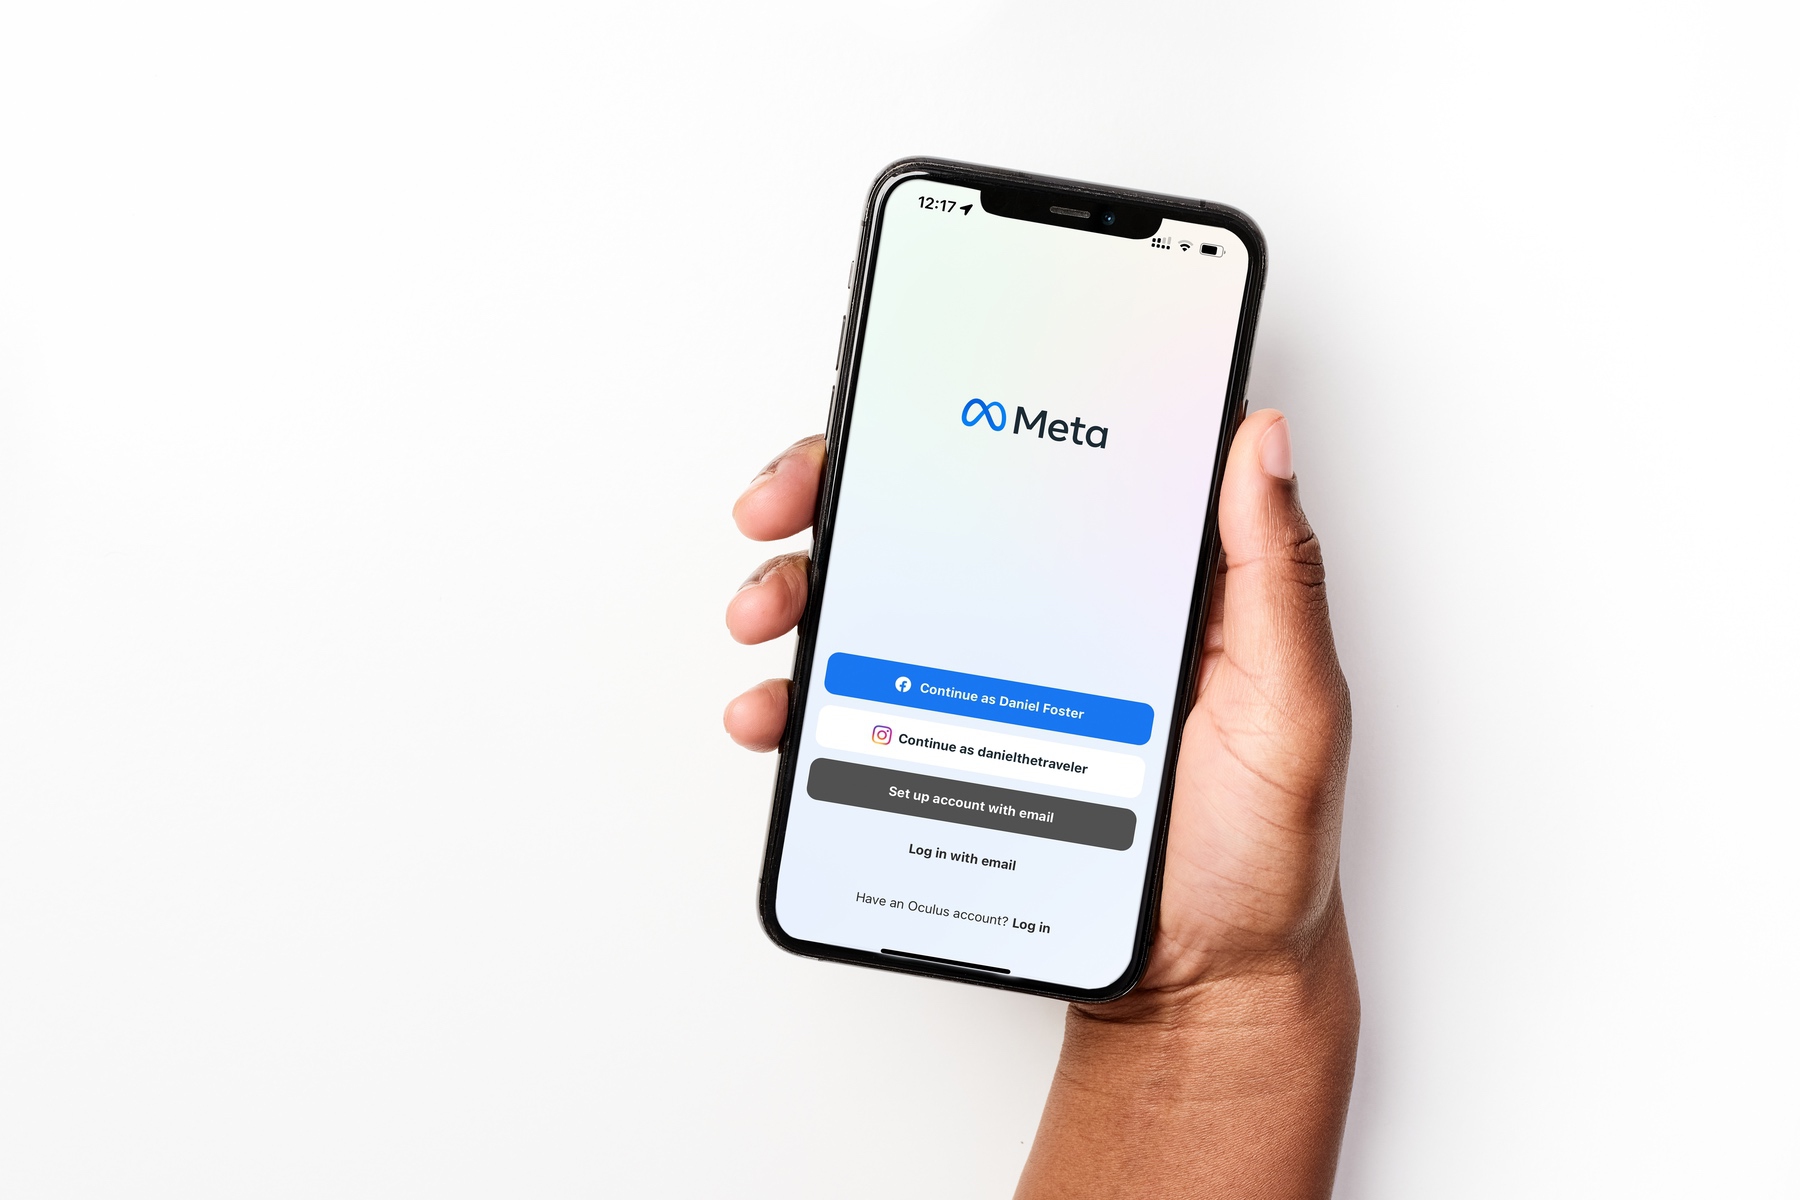 12:17
Meta
Continue as Daniel Foster
Continue as danielthetraveler
Set up account with email
Log in with email
Have an Oculus account? Log in